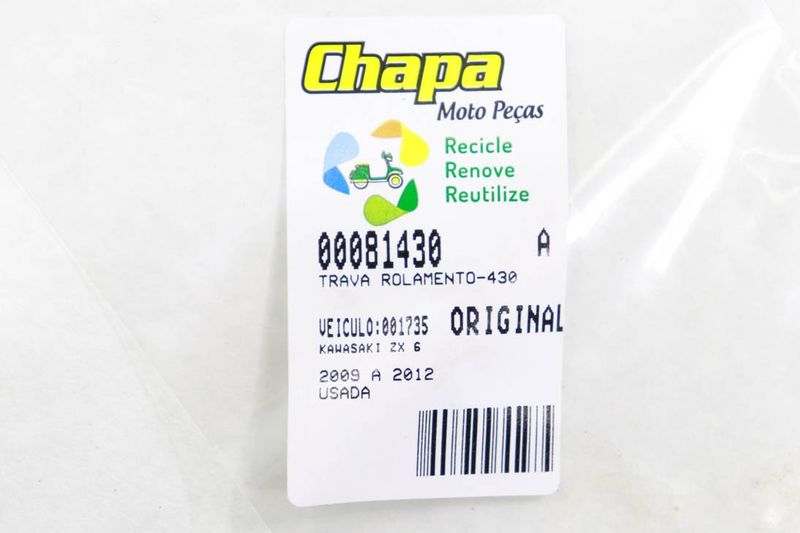 Chapa
Moto Peças
Recicle
Renove
Reutilize
00081430 A
TRAVA ROLAMENTO-430
VEICULO:001735 ORIGINAL
KAWASAKI ZX 6
2009 A 2012
USADA